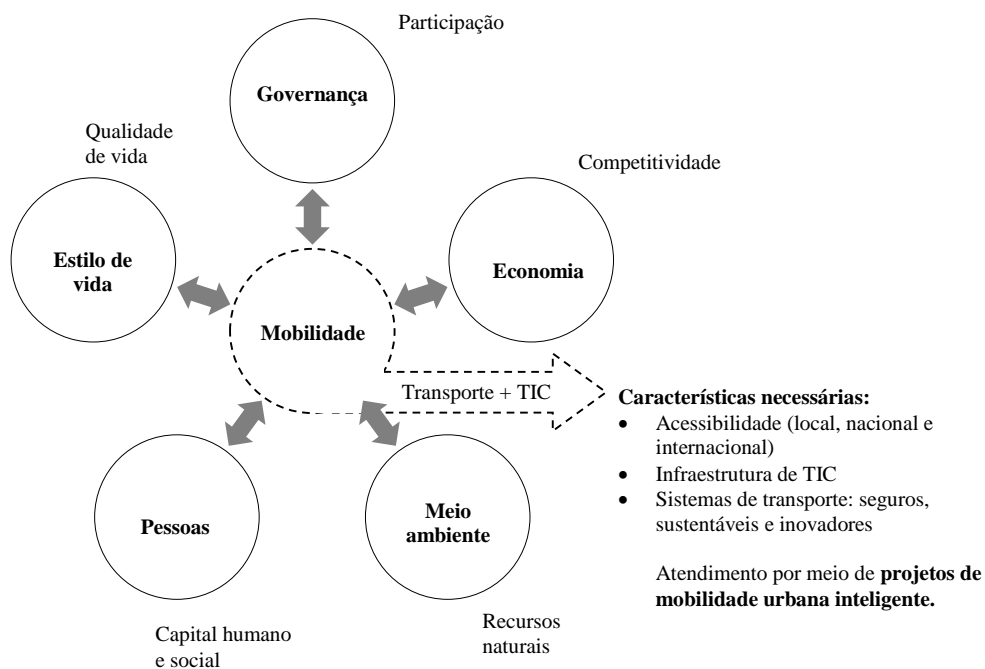 Participação
Governança
Qualidade
de vida
Competitividade
Estilo de
vida
Economia
Mobilidade
Transporte + TIC
Características necessárias:
• Acessibilidade (local, nacional e
internacional)
• Infraestrutura de TIC
• Sistemas de transporte: seguros,
sustentáveis e inovadores
Atendimento por meio de projetos de
mobilidade urbana inteligente.
Pessoas
Meio
ambiente
Capital humano
e social
Recursos
naturais